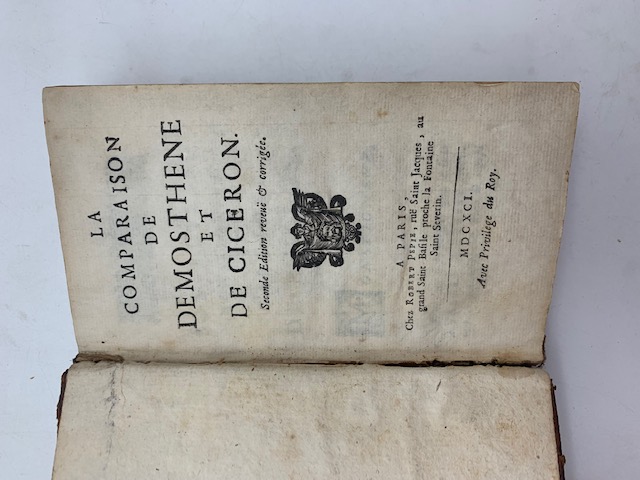 LA
COMPARAISON
DE
DEMOSTHENE
ET
DE CICERON.
Seconde Edition reveuë & corrigée.
A PARIS,
Chez ROBERT PEPIE, ruë Saint Jacques, au
grand Saint Basile proche la Fontaine
Saint Severin.
MDCXCI.
Avec Privilege du Roy.